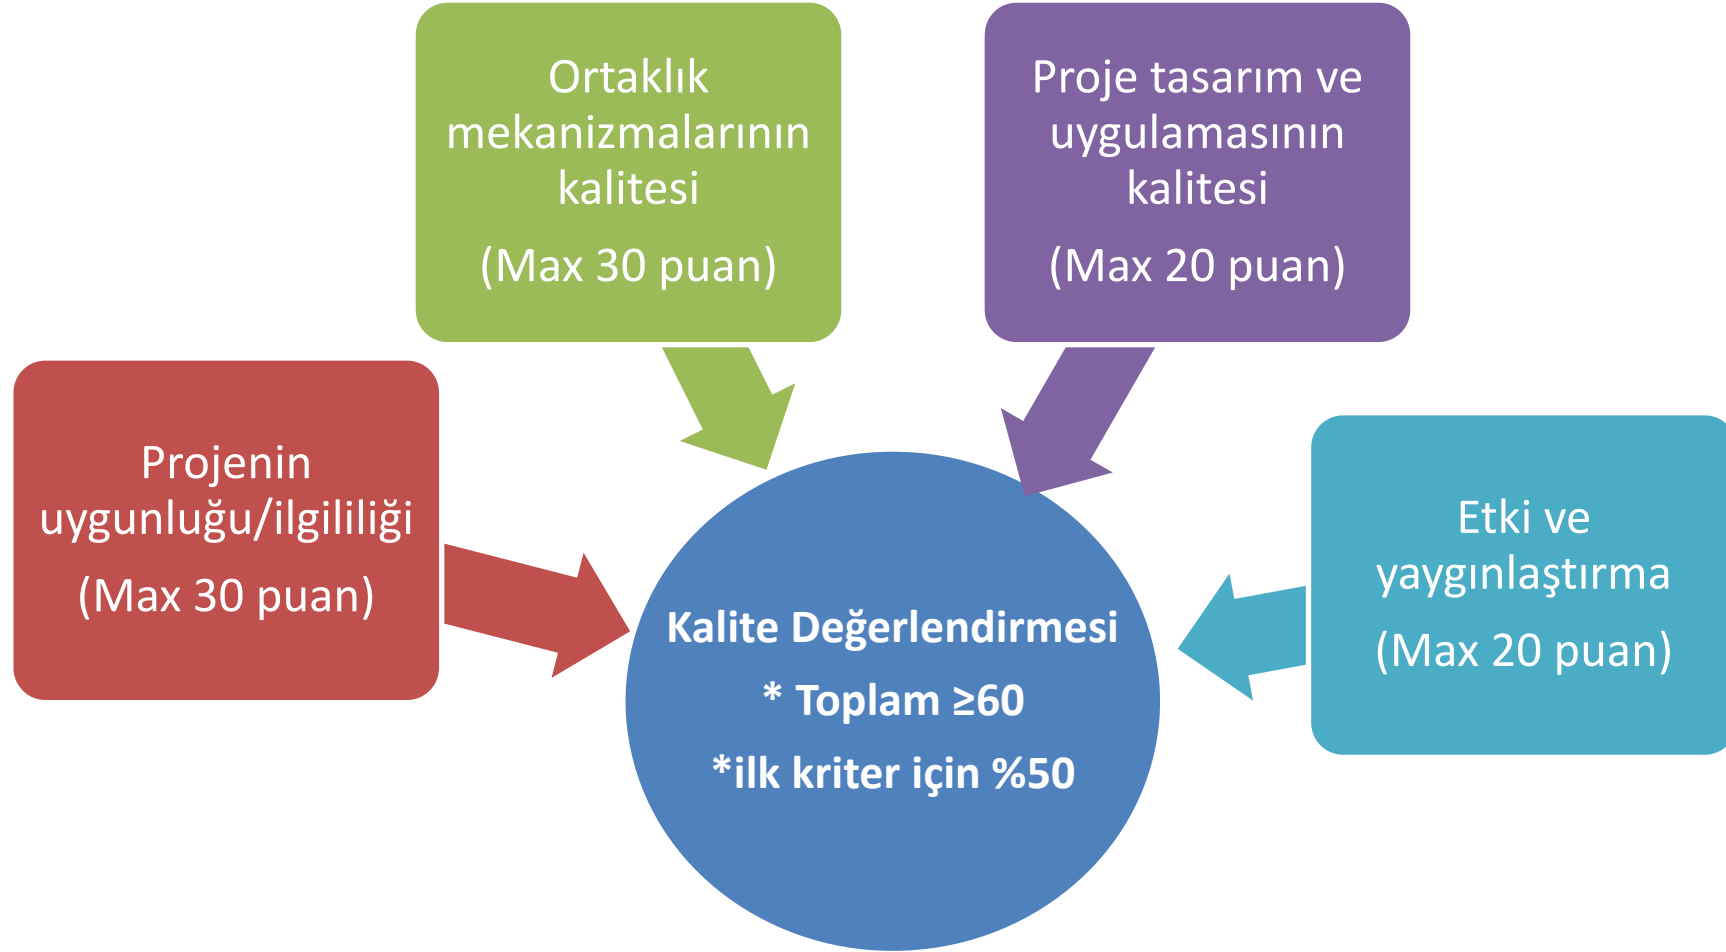 Ortaklık
mekanizmalarının
kalitesi
(Max 30 puan)
Proje tasarım ve
uygulamasının
kalitesi
(Max 20 puan)
Projenin
uygunluğu/ilgililiği
(Max 30 puan)
Etki ve
yaygınlaştırma
(Max 20 puan)
Kalite Değerlendirmesi
* Toplam ≥60
*ilk kriter için %50